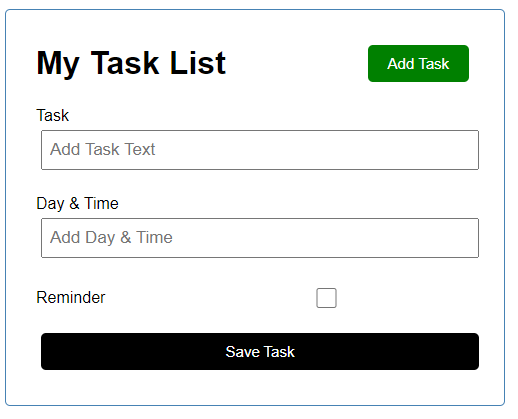 My Task List
Add Task
Task
Add Task Text
Day & Time
Add Day & Time
Reminder
Save Task